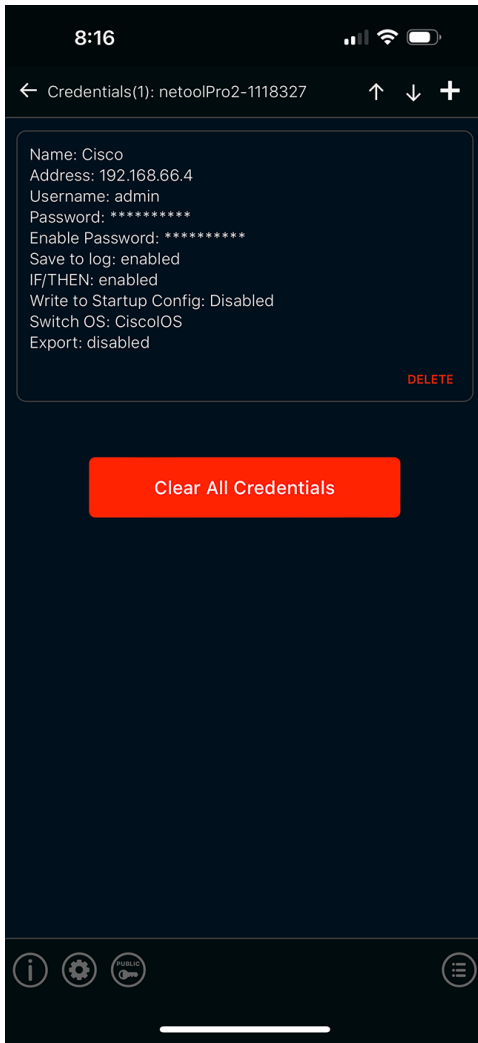 8:16
Credentials(1): netoolPro2-1118327
Name: Cisco
Address: 192.168.66.4
Username: admin
Password: **********
Enable Password: **********
Save to log: enabled
IF/THEN: enabled
Write to Startup Config: Disabled
Switch OS: CiscoIOS
Export: disabled
DELETE
Clear All Credentials
PUBLIC